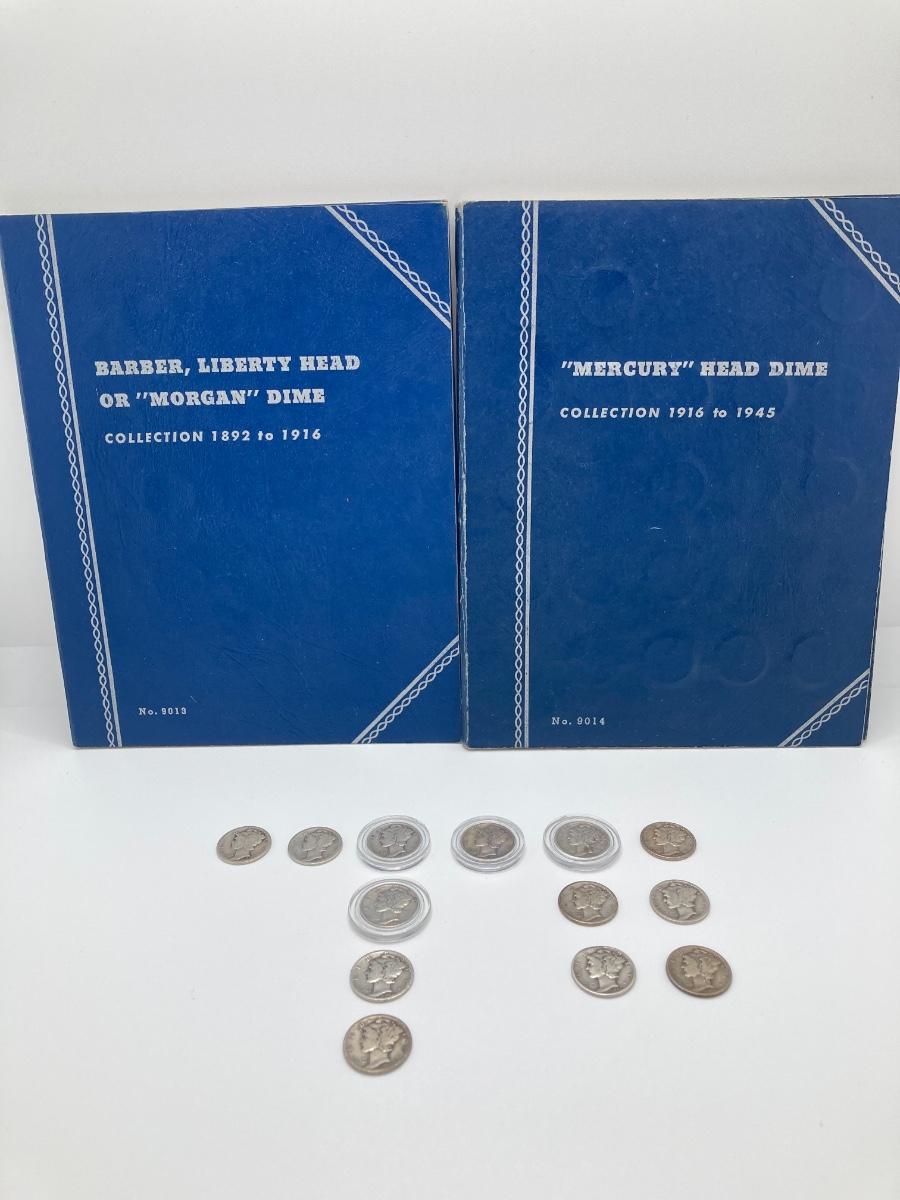 BARBER, LIBERTY HEAD
OR "MORGAN" DIME
COLLECTION 1892 to 1916
No. 9013
"MERCURY" HEAD DIME
COLLECTION 1916 to 1945
No. 9014